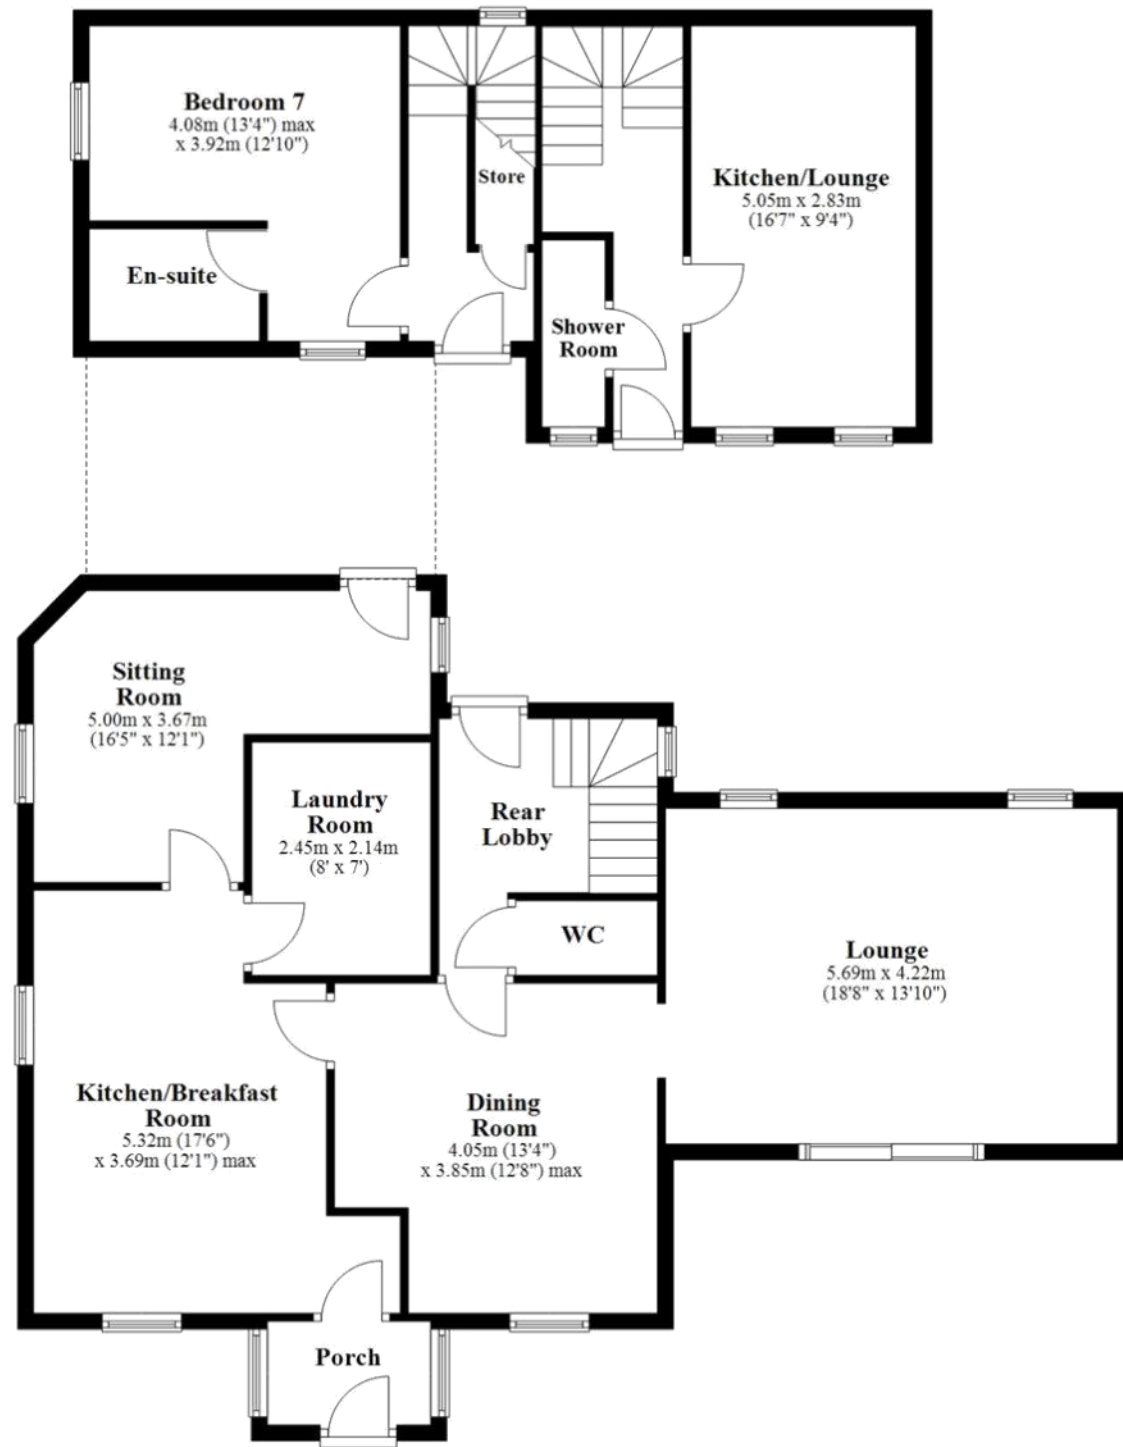 Bedroom 7
4.08m (13'4") max
x 3.92m (12'10")
Store
Kitchen/Lounge
5.05m x 2.83m
(16'7" x 9'4")
En-suite
Shower
Room
Sitting
Room
5.00m x 3.67m
(16'5" x 12'1")
Laundry
Room
2.45m x 2.14m
(8' x 7')
Rear
Lobby
WC
Lounge
5.69m x 4.22m
(18'8" x 13'10")
Kitchen/Breakfast
Room
5.32m (17'6")
x 3.69m (12'1") max
Dining
Room
4.05m (13'4")
x 3.85m (12'8") max
Porch